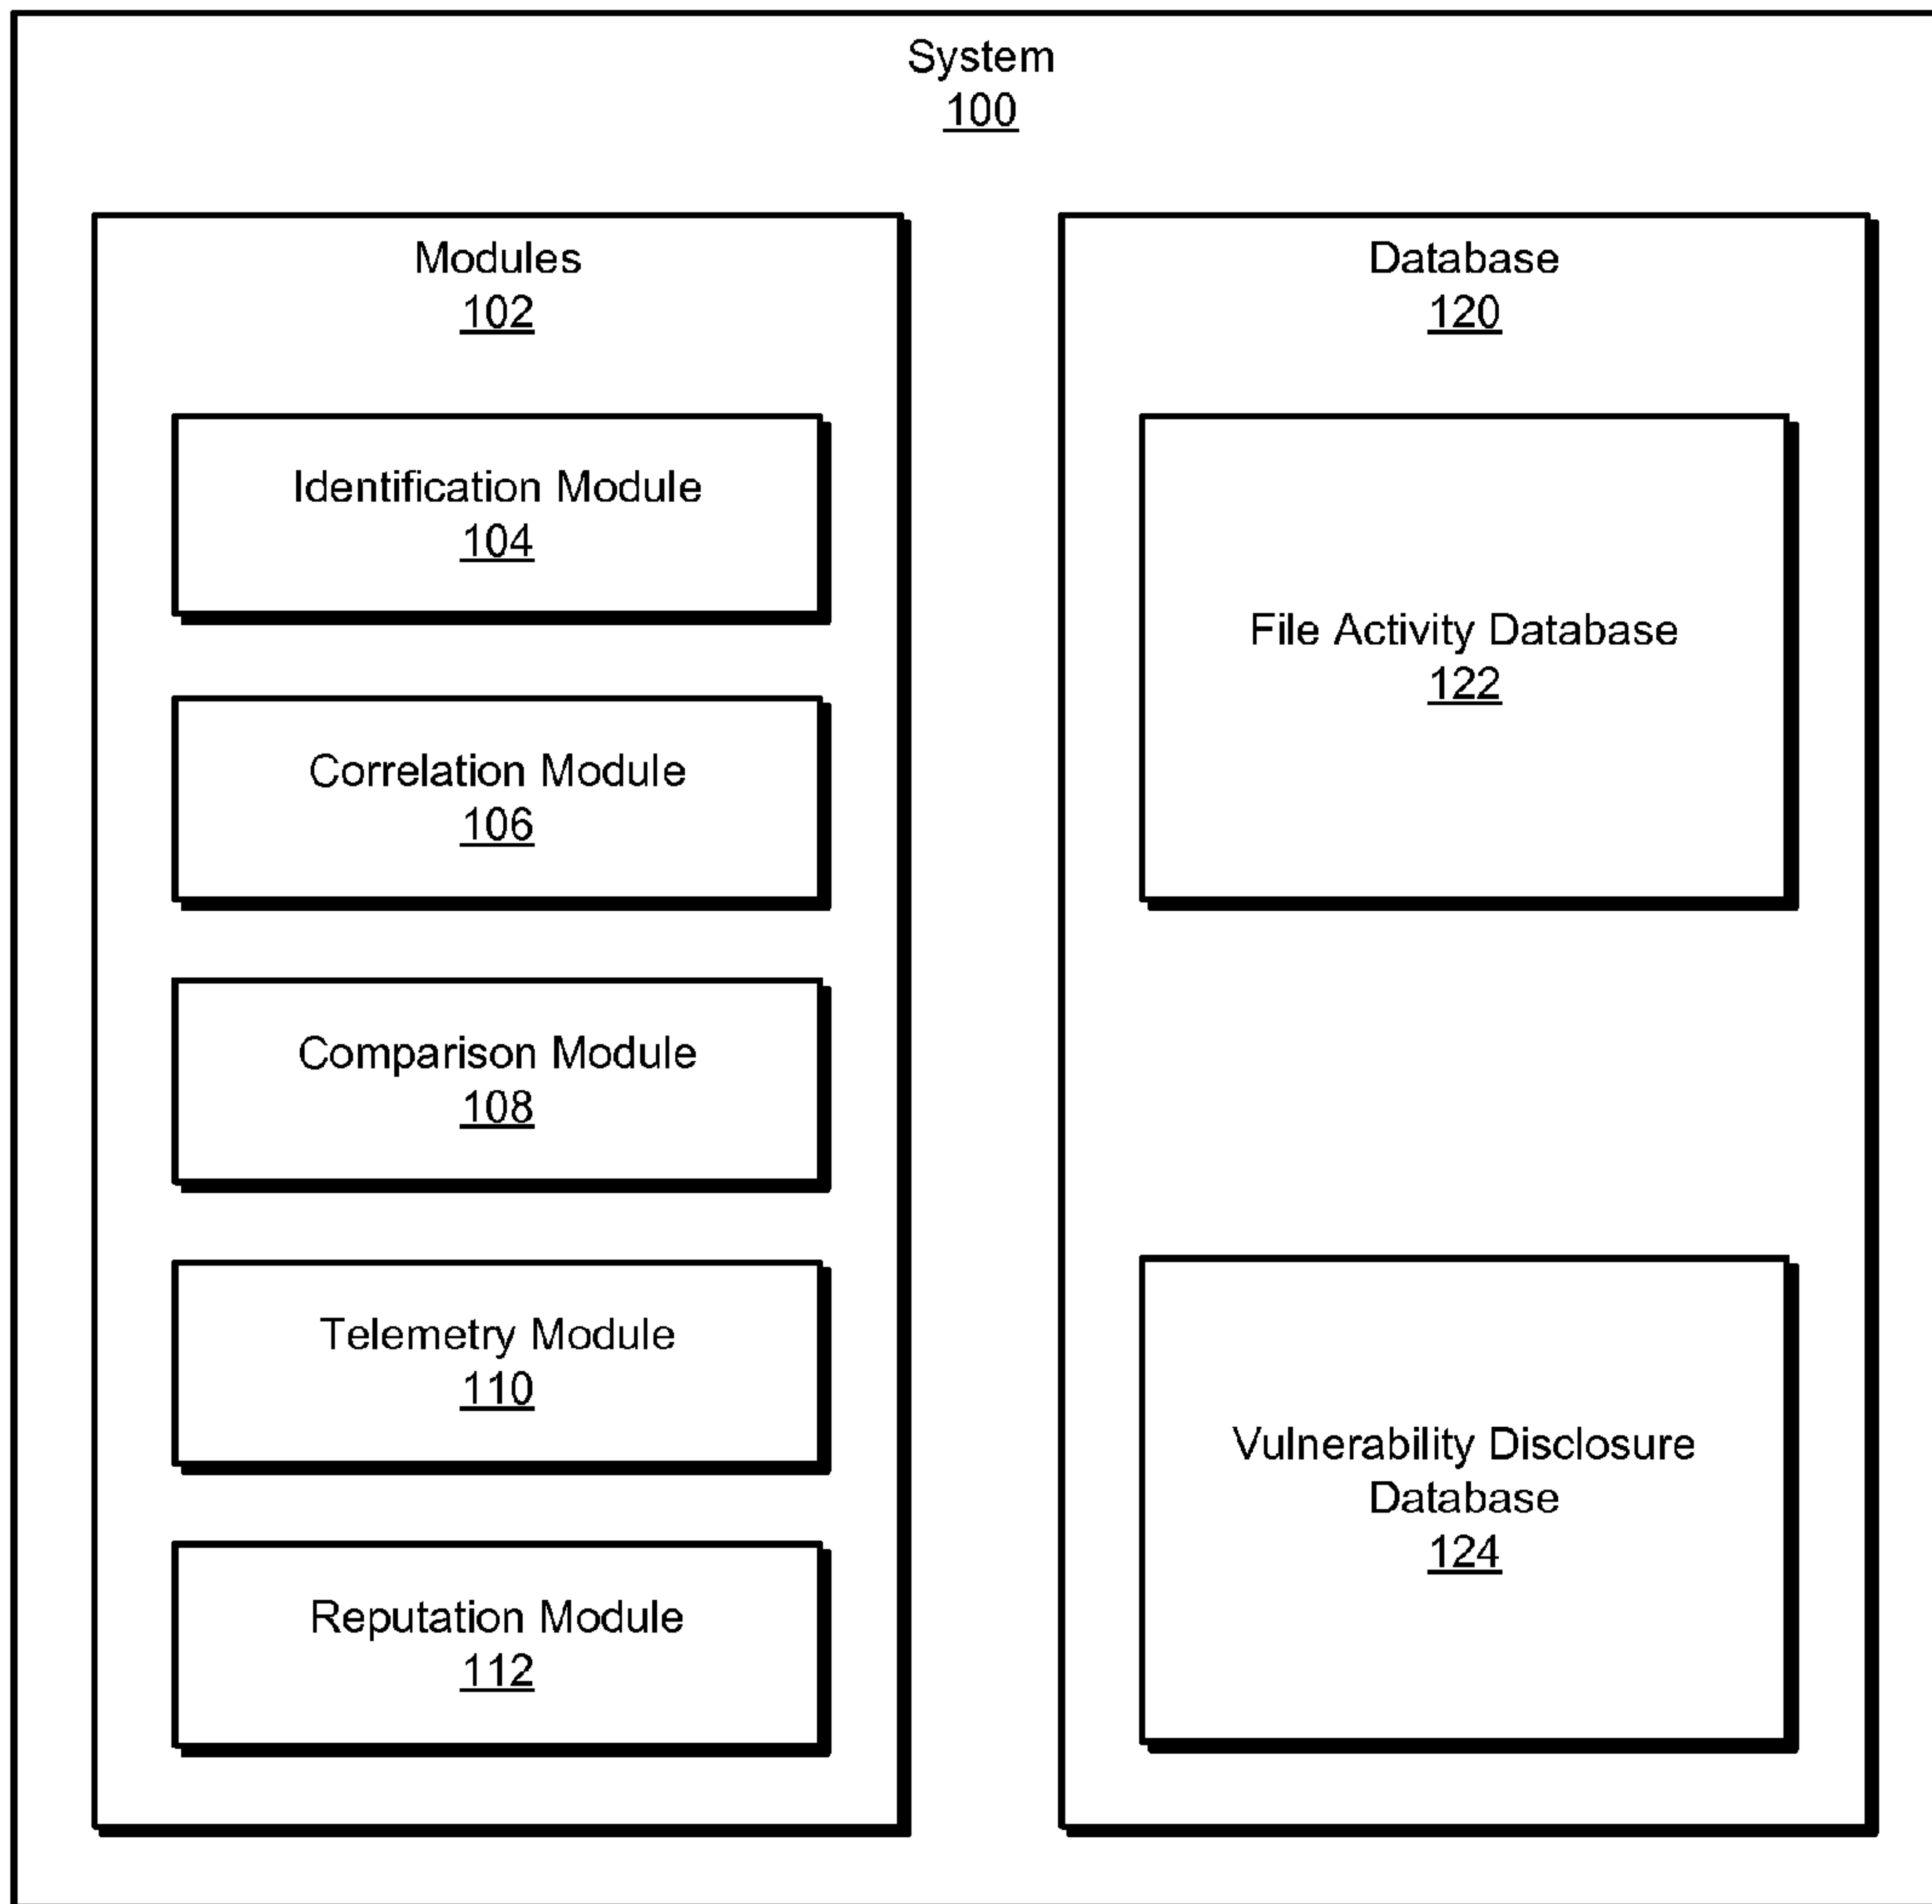 System
100
Modules
102
Identification Module
104
Correlation Module
106
Comparison Module
108
Telemetry Module
110
Reputation Module
112
Database
120
File Activity Database
122
Vulnerability Disclosure
Database
124